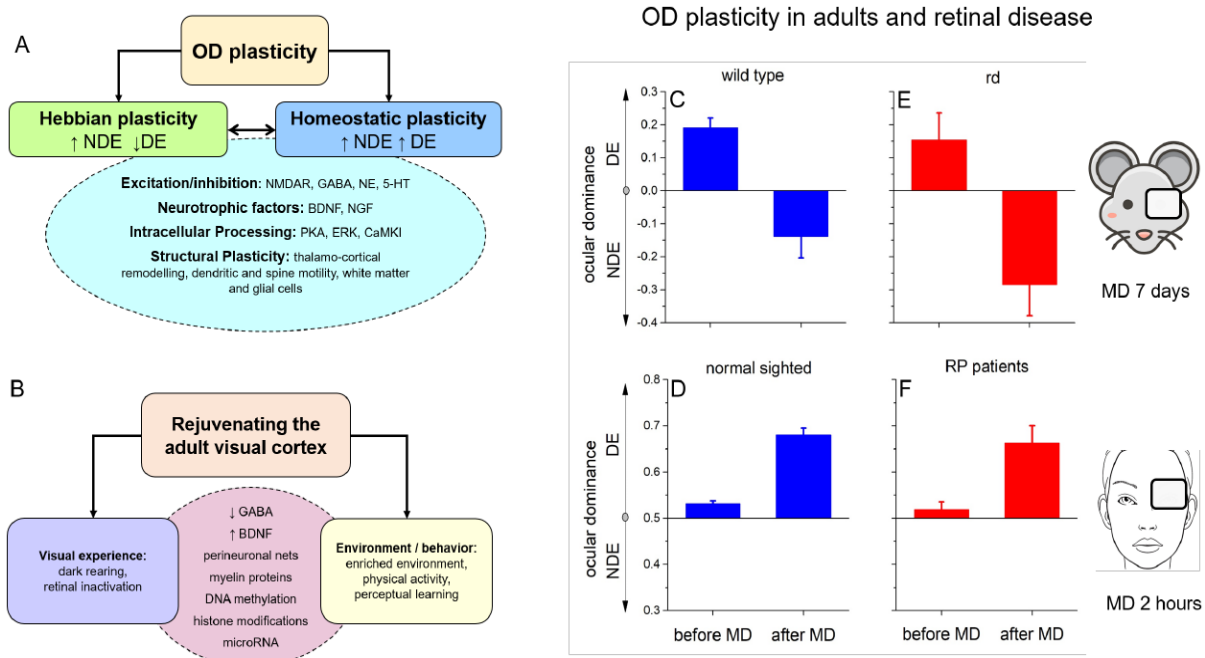 OD plasticity in adults and retinal disease
A
OD plasticity
Hebbian plasticity
↑ NDE ↓DE
Homeostatic plasticity
↑ NDE ↑ DE
Excitation/inhibition: NMDAR, GABA, NE, 5-HT
Neurotrophic factors: BDNF, NGF
Intracellular Processing: PKA, ERK, CaMKI
Structural Plasticity: thalamo-cortical
remodelling, dendritic and spine motility, white matter
and glial cells
B
Rejuvenating the
adult visual cortex
Visual experience:
dark rearing,
retinal inactivation
↓ GABA
↑ BDNF
perineuronal nets
myelin proteins
DNA methylation
histone modifications
microRNA
Environment / behavior:
enriched environment,
physical activity,
perceptual learning
wild type
C
0.3
0.2
0.1
0.0
-0.1
-0.2
-0.3
-0.4
ocular dominance
DE
NDE
rd
E
MD 7 days
normal sighted
D
0.8
0.7
0.6
0.5
0.4
0.3
ocular dominance
DE
NDE
before MD
after MD
RP patients
F
before MD
after MD
MD 2 hours